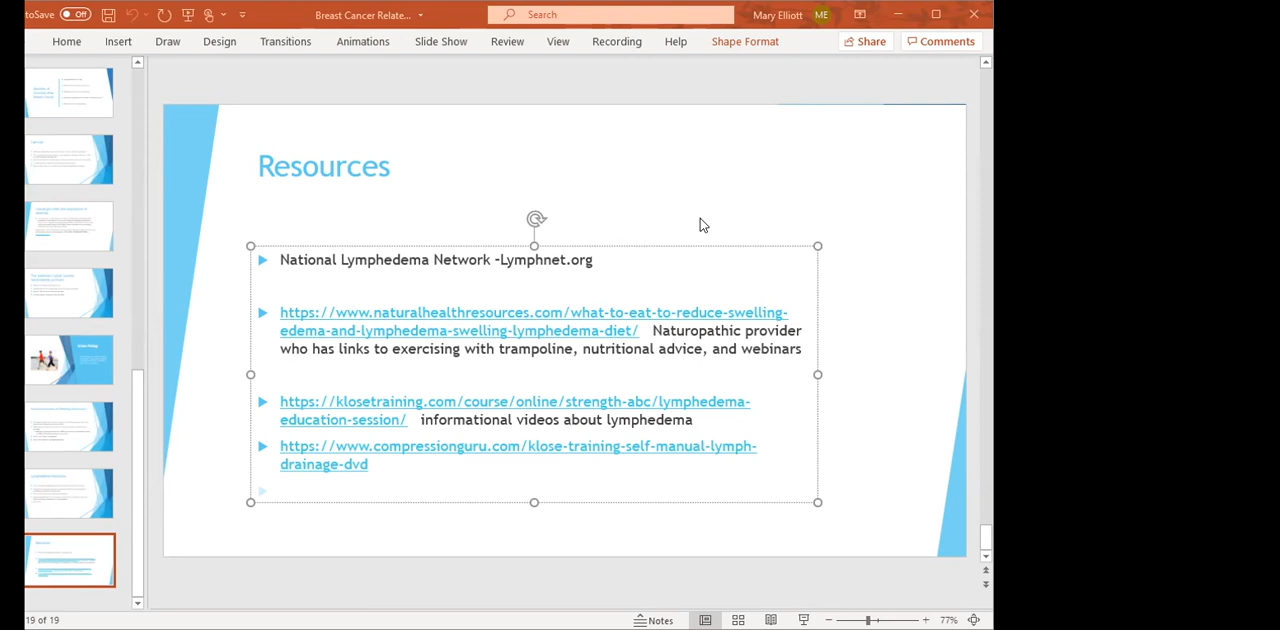 toSave Off
Breast Cancer Relate...
Search
Mary Elliott ME
Home Insert Draw Design Transitions Animations Slide Show Review View Recording Help Shape Format Share Comments
Resources
National Lymphedema Network -Lymphnet.org
https://www.naturalhealthresources.com/what-to-eat-to-reduce-swelling-
edema-and-lymphedema-swelling-lymphedema-diet/ Naturopathic provider
who has links to exercising with trampoline, nutritional advice, and webinars
https://klosetraining.com/course/online/strength-abc/lymphedema-
education-session/ informational videos about lymphedema
https://www.compressionguru.com/klose-training-self-manual-lymph-
drainage-dvd
19 of 19
Notes
77%